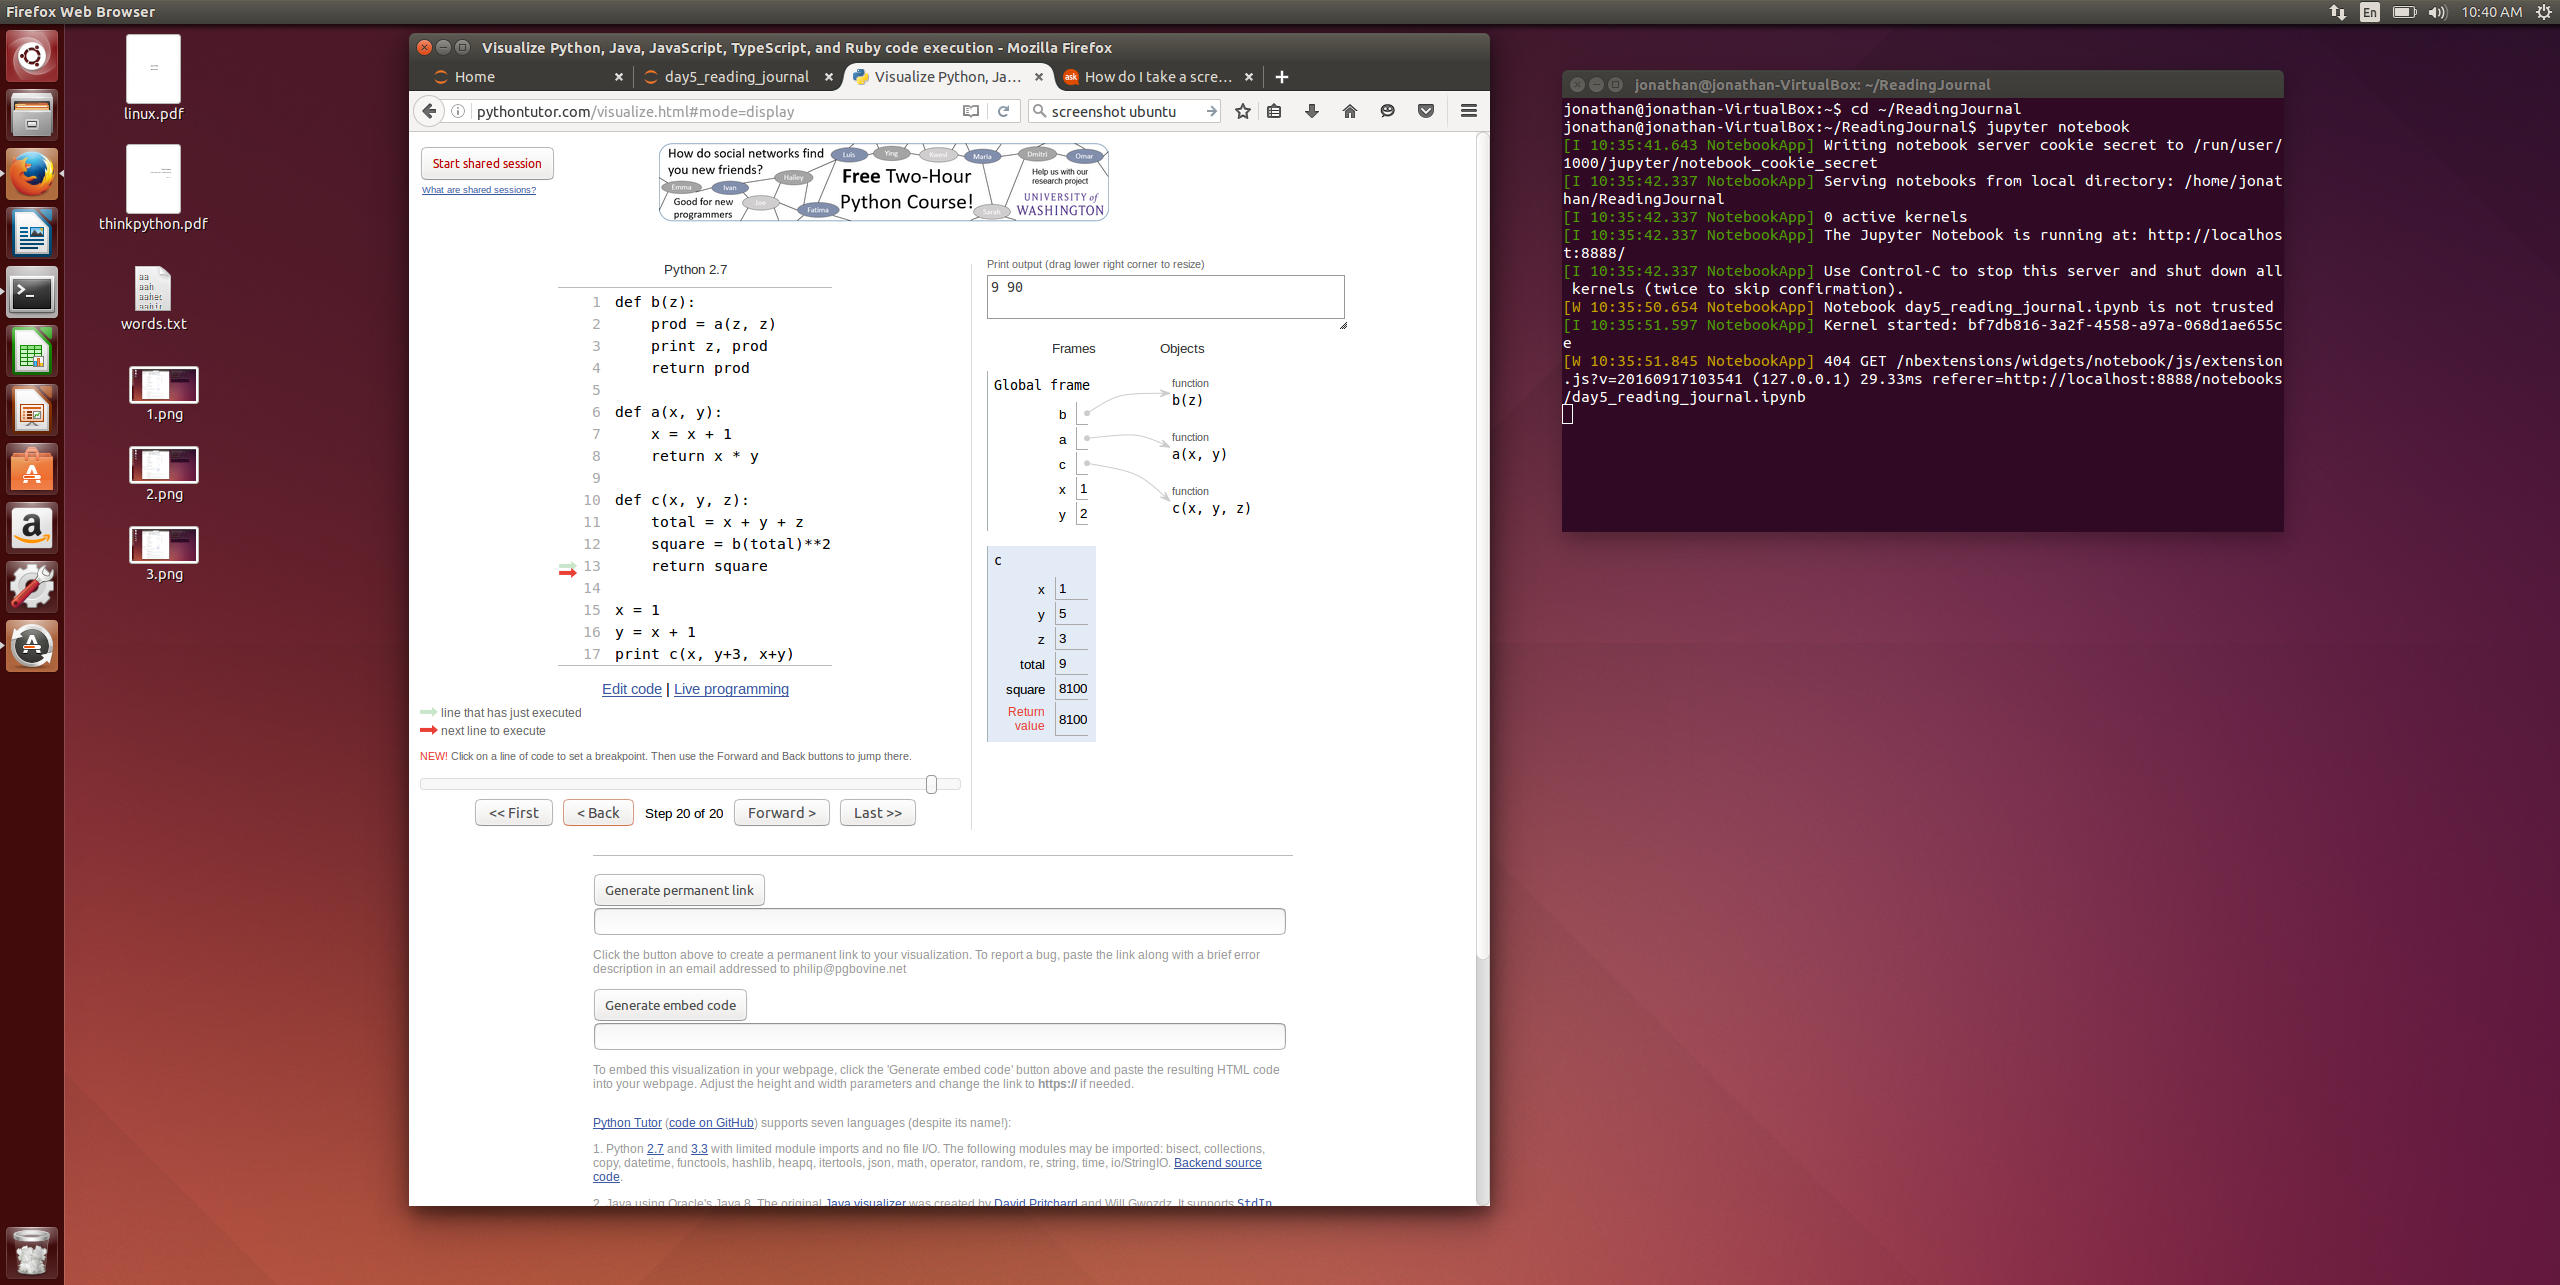 Firefox Web Browser
En
10:40 AM
linux.pdf
thinkpython.pdf
aa
aah
aahed
words.txt
1.png
2.png
3.png
Visualize Python, Java, JavaScript, TypeScript, and Ruby code execution - Mozilla Firefox
Home
day5_reading_journal
Visualize Python, Ja...
ask
How do I take a scre...
pythontutor.com/visualize.html#mode=display
screenshot ubuntu
Start shared session
What are shared sessions?
How do social networks find
you new friends?
Good for new
programmers
Emma
Ivan
Hailey
Joe
Luis
Ying
Kwesi
Maria
Dmitri
Omar
Fatima
Sarah
Free Two-Hour
Python Course!
Help us with our
research project
UNIVERSITY of
WASHINGTON
Python 2.7
1 def b(z):
2 prod = a(z, z)
3 print z, prod
4 return prod
5
6 def a(x, y):
7 x = x + 1
8 return x * y
9
10 def c(x, y, z):
11 total = x + y + z
12 square = b(total)**2
13 return square
14
15 x = 1
16 y = x + 1
17 print c(x, y+3, x+y)
Edit code | Live programming
line that has just executed
next line to execute
NEW! Click on a line of code to set a breakpoint. Then use the Forward and Back buttons to jump there.
<< First
< Back
Step 20 of 20
Forward >
Last >>
Print output (drag lower right corner to resize)
9 90
Frames
Objects
Global frame
b
a
c
x 1
y 2
function
b(z)
function
a(x, y)
function
c(x, y, z)
c
x 1
y 5
z 3
total 9
square 8100
Return
value 8100
Generate permanent link
Click the button above to create a permanent link to your visualization. To report a bug, paste the link along with a brief error
description in an email addressed to philip@pgbovine.net
Generate embed code
To embed this visualization in your webpage, click the 'Generate embed code' button above and paste the resulting HTML code
into your webpage. Adjust the height and width parameters and change the link to https:// if needed.
Python Tutor (code on GitHub) supports seven languages (despite its name!):
1. Python 2.7 and 3.3 with limited module imports and no file I/O. The following modules may be imported: bisect, collections,
copy, datetime, functools, hashlib, heapq, itertools, json, math, operator, random, re, string, time, io/StringIO. Backend source
code.
2. Java using Oracle's Java 8. The original Java visualizer was created by David Pritchard and Will Gwozdz. It supports StdIn,
jonathan@jonathan-VirtualBox: ~/ReadingJournal
jonathan@jonathan-VirtualBox:~$ cd ~/ReadingJournal
jonathan@jonathan-VirtualBox:~/ReadingJournal$ jupyter notebook
[I 10:35:41.643 NotebookApp] Writing notebook server cookie secret to /run/user/
1000/jupyter/notebook_cookie_secret
[I 10:35:42.337 NotebookApp] Serving notebooks from local directory: /home/jonat
han/ReadingJournal
[I 10:35:42.337 NotebookApp] 0 active kernels
[I 10:35:42.337 NotebookApp] The Jupyter Notebook is running at: http://localhos
t:8888/
[I 10:35:42.337 NotebookApp] Use Control-C to stop this server and shut down all
kernels (twice to skip confirmation).
[W 10:35:50.654 NotebookApp] Notebook day5_reading_journal.ipynb is not trusted
[I 10:35:51.597 NotebookApp] Kernel started: bf7db816-3a2f-4558-a97a-068d1ae655c
e
[W 10:35:51.845 NotebookApp] 404 GET /nbextensions/widgets/notebook/js/extension
.js?v=20160917103541 (127.0.0.1) 29.33ms referer=http://localhost:8888/notebooks
/day5_reading_journal.ipynb